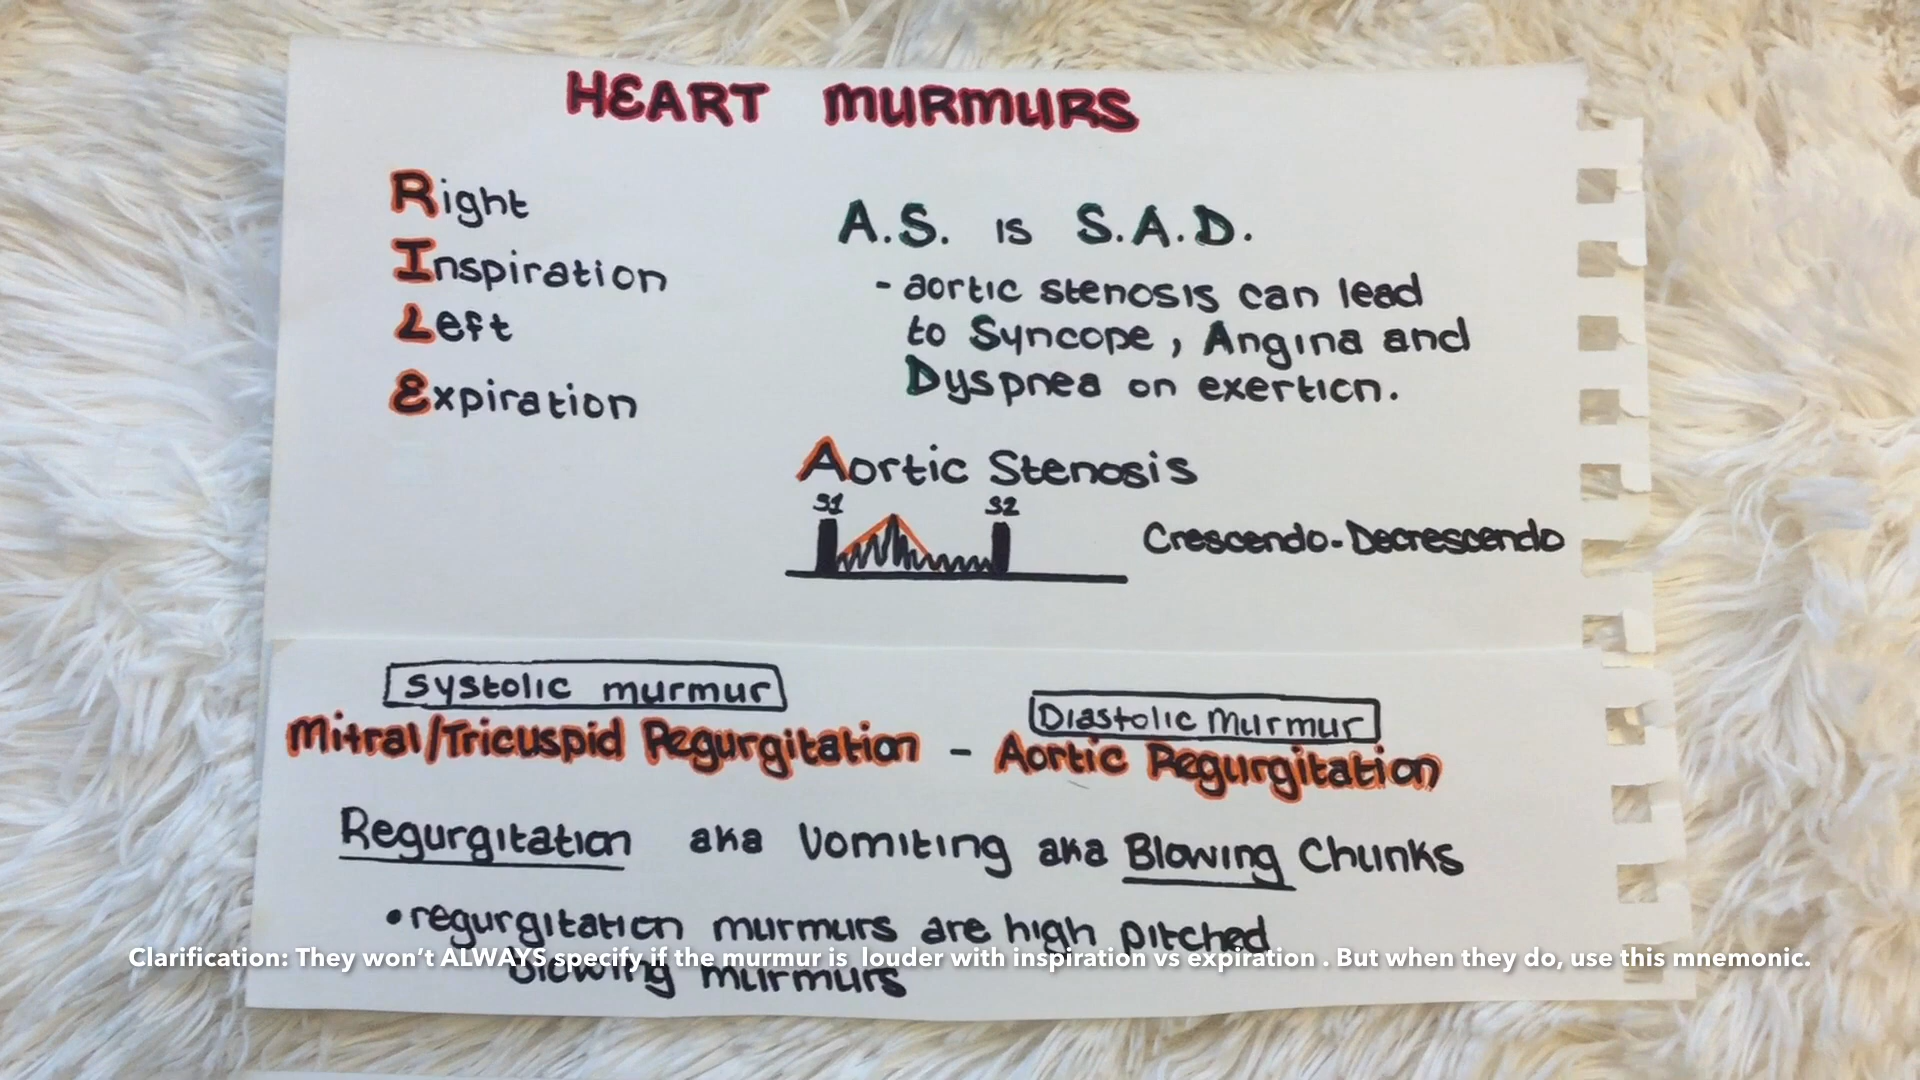 HEART MURMURS
Right
Inspiration
Left
Expiration
A.S. is S.A.D.
- aortic stenosis can lead
to Syncope, Angina and
Dyspnea on exertion.
Aortic Stenosis
S1 S2
Crescendo-Decrescendo
Systolic murmur
Mitral/Tricuspid Regurgitation -
Diastolic Murmur
Aortic Regurgitation
Regurgitation aka Vomiting aka Blowing Chunks
• regurgitation murmurs are high pitched
blowing murmurs
Clarification: They won't ALWAYS specify if the murmur is louder with inspiration vs expiration . But when they do, use this mnemonic.